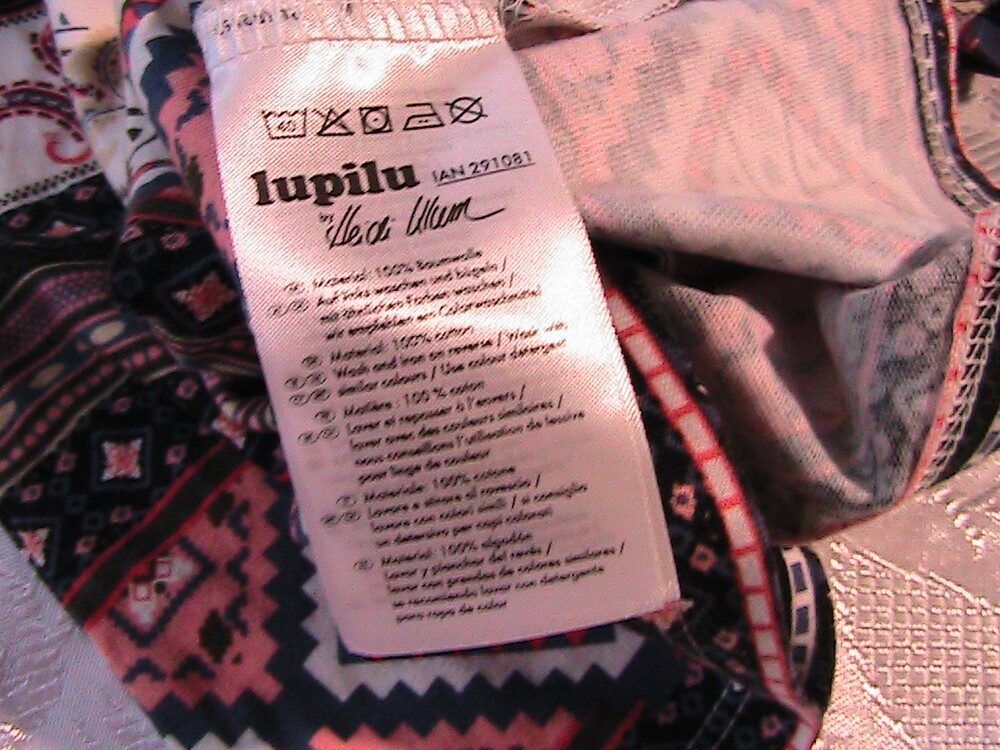 40
lupilu IAN 291081
by Heidi Klum
Material: 100% Baumwolle
Auf links waschen und bügeln /
mit ähnlichen Farben waschen /
wir empfehlen ein Colorwaschmittel
Material: 100% cotton
Wash and iron on reverse / Wash with
similar colours / Use colour detergent
Matière: 100 % coton
Laver et repasser à l'envers /
laver avec des couleurs similaires /
nous conseillons l'utilisation de lessive
pour linge de couleur
Materiale: 100% cotone
Lavare e stirare al rovescio /
lavare con colori simili / si consiglia
un detersivo per capi colorati
Material: 100% algodón
Lavar y planchar del revés /
lavar con prendas de colores similares /
se recomienda lavar con detergente
para ropa de color